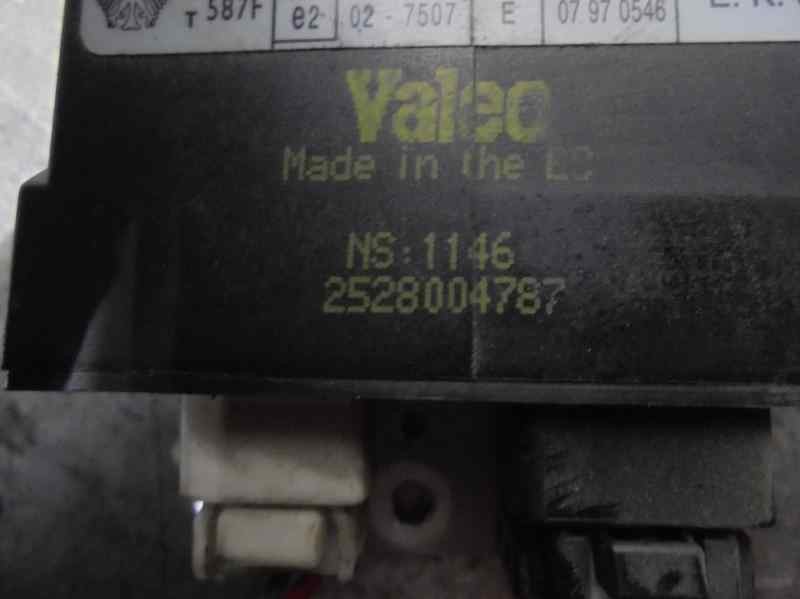 T 587F e2 02 - 7507 E 07 97 0546
Valeo
Made in the EC
NS:1146
2528004787